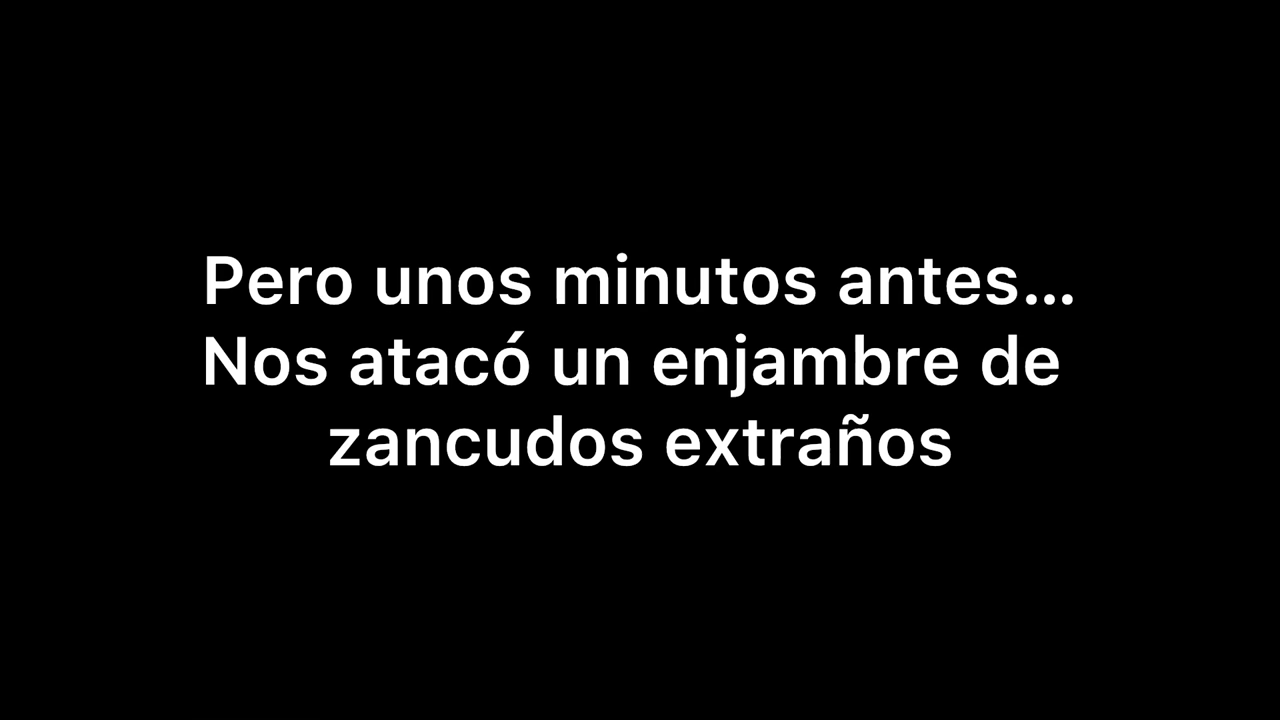 Pero unos minutos antes...
Nos atacó un enjambre de
zancudos extraños